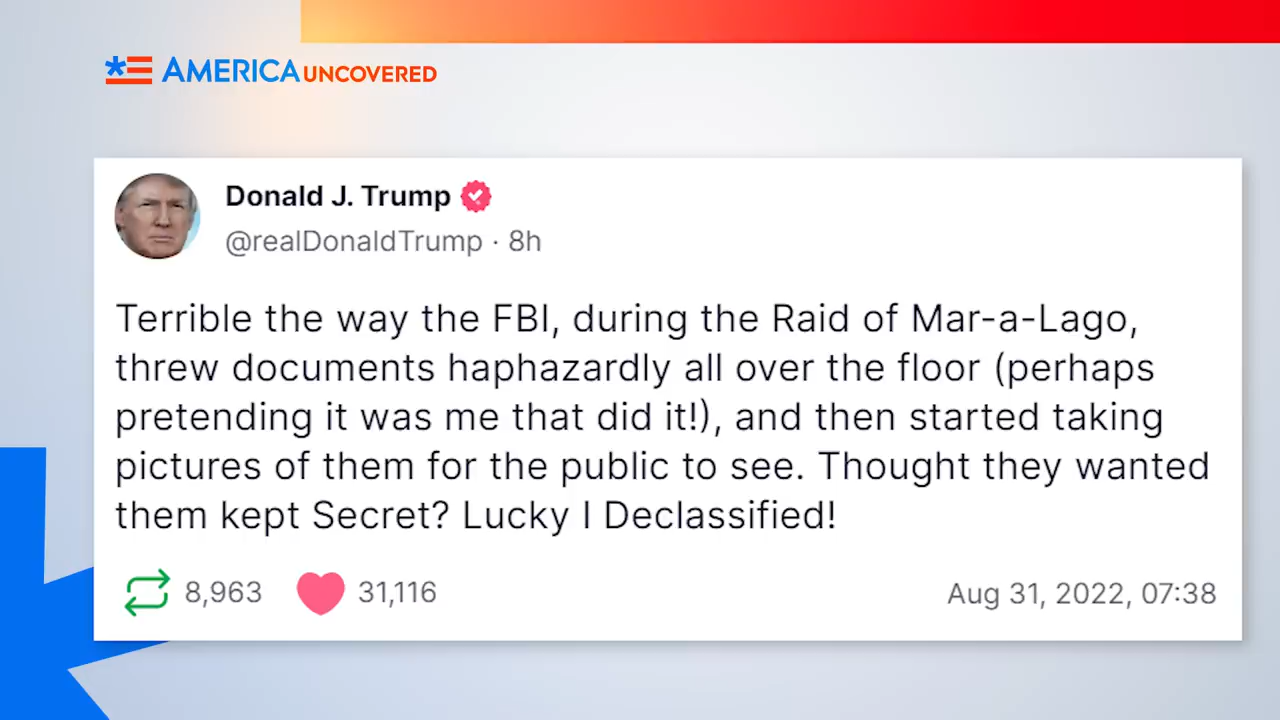 AMERICA UNCOVERED
Donald J. Trump
@realDonaldTrump · 8h
Terrible the way the FBI, during the Raid of Mar-a-Lago,
threw documents haphazardly all over the floor (perhaps
pretending it was me that did it!), and then started taking
pictures of them for the public to see. Thought they wanted
them kept Secret? Lucky I Declassified!
8,963 31,116 Aug 31, 2022, 07:38